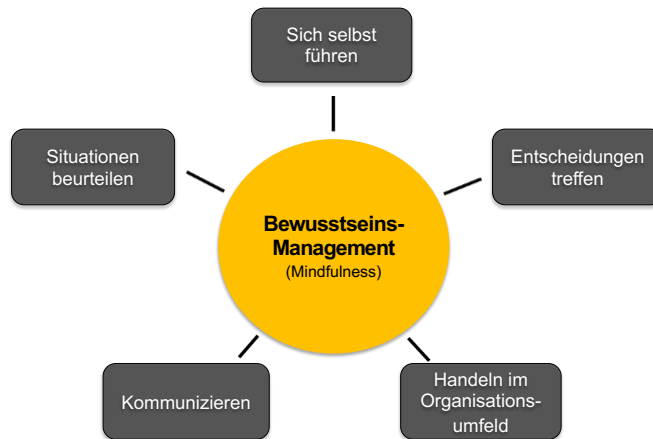 Sich selbst
führen
Situationen
beurteilen
Entscheidungen
treffen
Bewusstseins-
Management
(Mindfulness)
Kommunizieren
Handeln im
Organisations-
umfeld